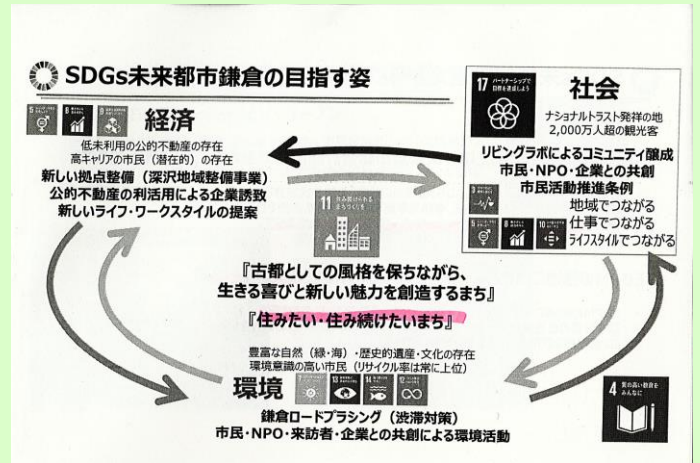 SDGs未来都市鎌倉の目指す姿
5
8
9
経済
低未利用の公的不動産の存在
高キャリアの市民（潜在的）の存在
新しい拠点整備（深沢地域整備事業）
公的不動産の利活用による企業誘致
新しいライフ・ワークスタイルの提案
17 パートナーシップで
目標を達成しよう
社会
ナショナルトラスト発祥の地
2,000万人超の観光客
リビングラボによるコミュニティ醸成
市民・NPO・企業との共創
市民活動推進条例
地域でつながる
5
8
10
仕事でつながる
ライフスタイルでつながる
11 住み続けられる
まちづくりを
『古都としての風格を保ちながら、
生きる喜びと新しい魅力を創造するまち』
『住みたい・住み続けたいまち』
豊富な自然（緑・海）・歴史的遺産・文化の存在
環境意識の高い市民（リサイクル率は常に上位）
環境
13
14
12
鎌倉ロードプラシング（渋滞対策）
市民・NPO・来訪者・企業との共創による環境活動
4 質の高い教育を
みんなに